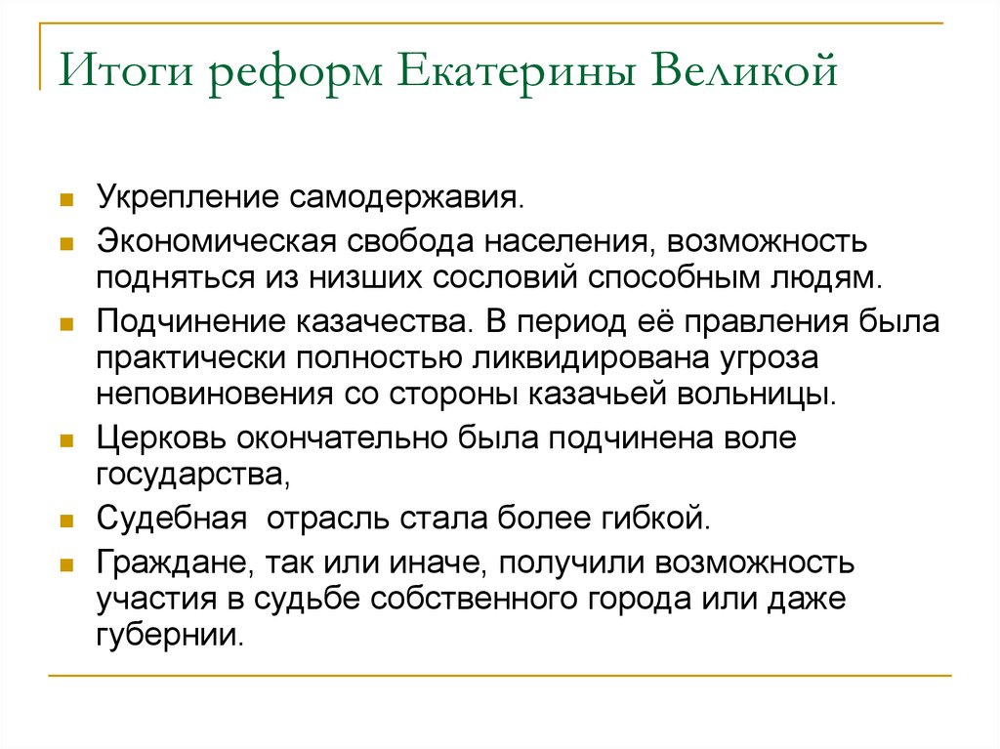 Итоги реформ Екатерины Великой
Укрепление самодержавия.
Экономическая свобода населения, возможность
подняться из низших сословий способным людям.
Подчинение казачества. В период её правления была
практически полностью ликвидирована угроза
неповиновения со стороны казачьей вольницы.
Церковь окончательно была подчинена воле
государства,
Судебная  отрасль стала более гибкой.
Граждане, так или иначе, получили возможность
участия в судьбе собственного города или даже
губернии.